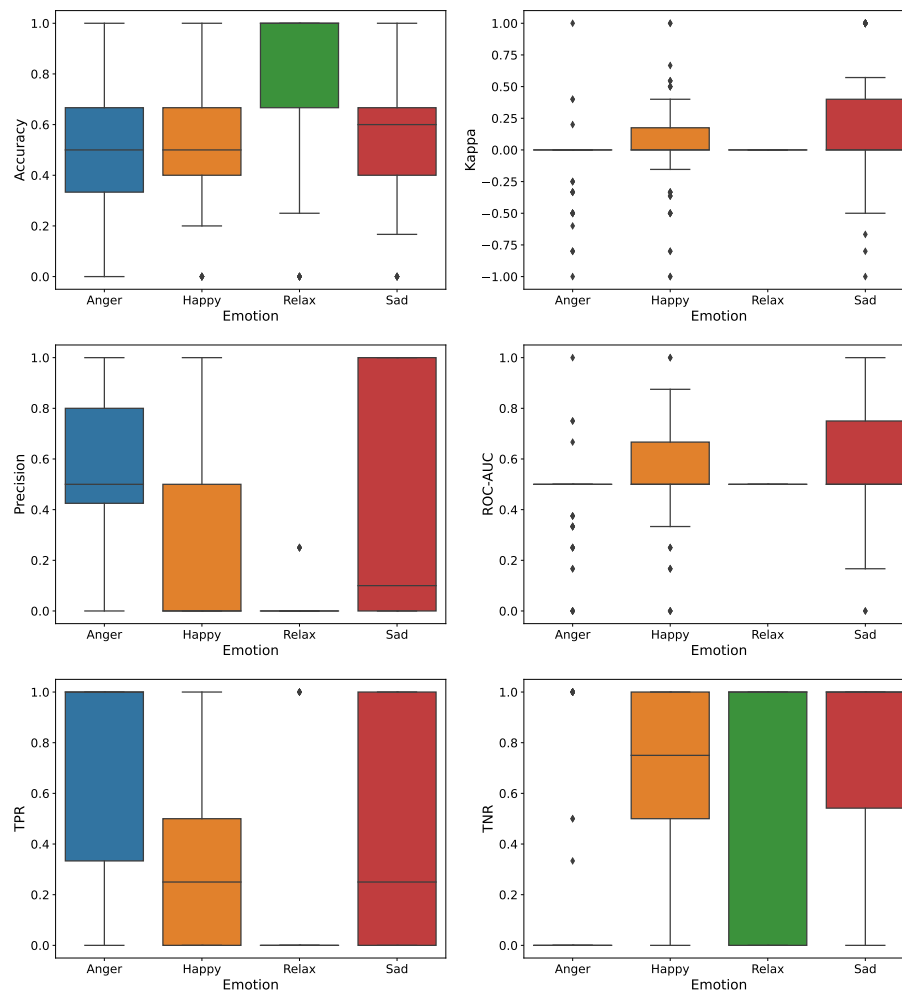 1.0
0.8
0.6
0.4
0.2
0.0
Accuracy
Anger Happy Relax Sad
Emotion
1.00
0.75
0.50
0.25
0.00
−0.25
−0.50
−0.75
−1.00
Kappa
Anger Happy Relax Sad
Emotion
1.0
0.8
0.6
0.4
0.2
0.0
Precision
Anger Happy Relax Sad
Emotion
1.0
0.8
0.6
0.4
0.2
0.0
ROC-AUC
Anger Happy Relax Sad
Emotion
1.0
0.8
0.6
0.4
0.2
0.0
TPR
Anger Happy Relax Sad
Emotion
1.0
0.8
0.6
0.4
0.2
0.0
TNR
Anger Happy Relax Sad
Emotion